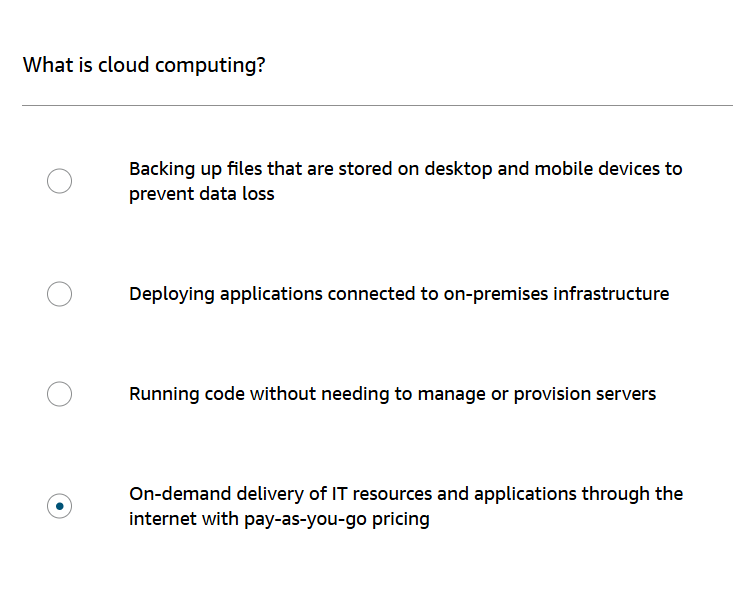 What is cloud computing?
Backing up files that are stored on desktop and mobile devices to
prevent data loss
Deploying applications connected to on-premises infrastructure
Running code without needing to manage or provision servers
On-demand delivery of IT resources and applications through the
internet with pay-as-you-go pricing